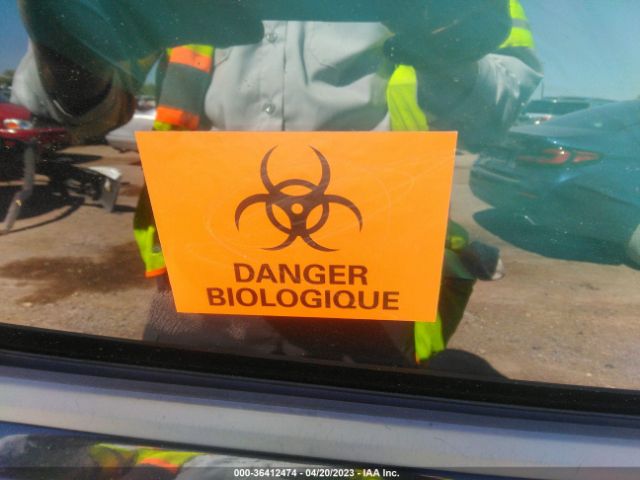 DANGER
BIOLOGIQUE
000-36412474 - 04/20/2023 - IAA Inc.